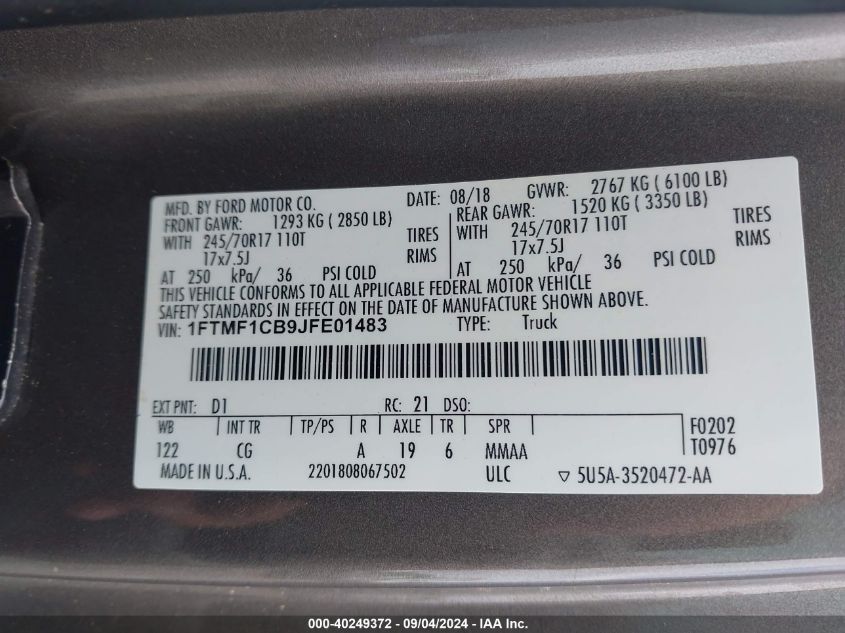 MFD. BY FORD MOTOR CO. DATE: 08/18 GVWR: 2767 KG ( 6100 LB)
FRONT GAWR: 1293 KG ( 2850 LB) REAR GAWR: 1520 KG ( 3350 LB)
WITH 245/70R17 110T TIRES WITH 245/70R17 110T TIRES
17x7.5J RIMS 17x7.5J RIMS
AT 250 kPa/ 36 PSI COLD AT 250 kPa/ 36 PSI COLD
THIS VEHICLE CONFORMS TO ALL APPLICABLE FEDERAL MOTOR VEHICLE
SAFETY STANDARDS IN EFFECT ON THE DATE OF MANUFACTURE SHOWN ABOVE.
VIN: 1FTMF1CB9JFE01483 TYPE: Truck
EXT PNT: D1 RC: 21 DSO:
WB INT TR TP/PS R AXLE TR SPR F0202
122 CG A 19 6 MMAA T0976
MADE IN U.S.A. 2201808067502 ULC ▽ 5U5A-3520472-AA
000-40249372 - 09/04/2024 - IAA Inc.